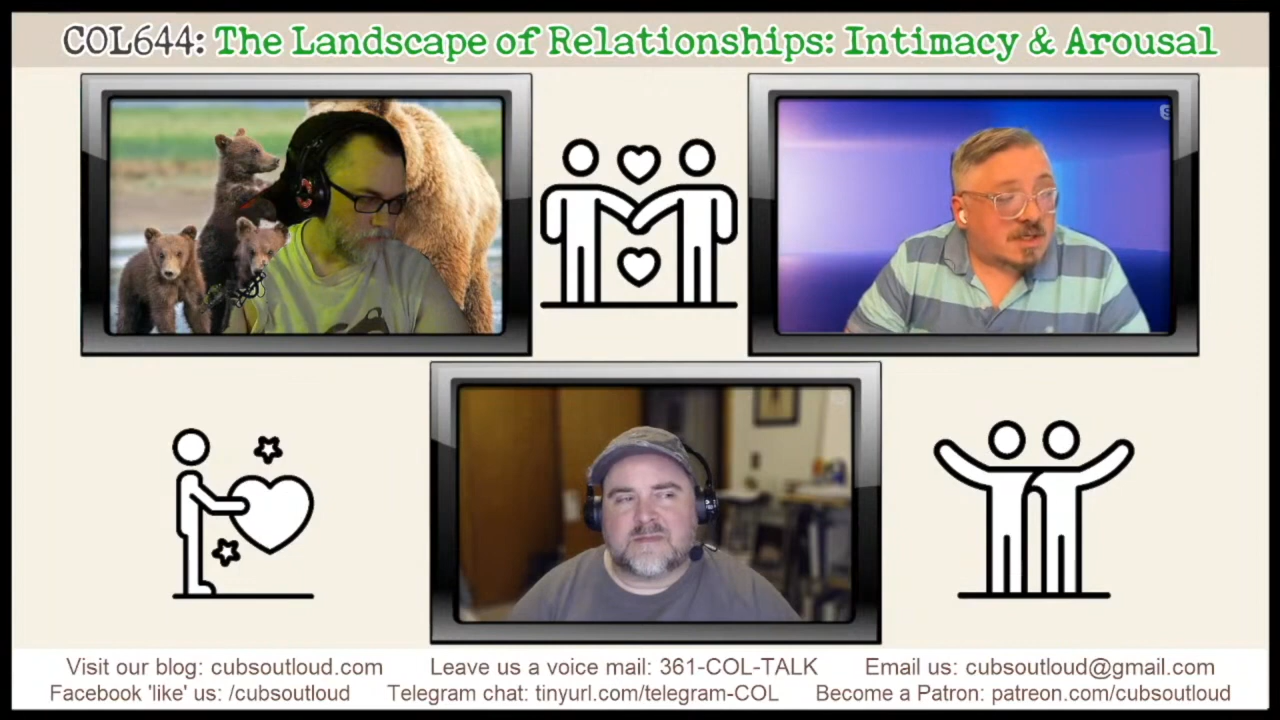 COL644: The Landscape of Relationships: Intimacy & Arousal
Visit our blog: cubsoutloud.com Leave us a voice mail: 361-COL-TALK Email us: cubsoutloud@gmail.com
Facebook 'like' us: /cubsoutloud Telegram chat: tinyurl.com/telegram-COL Become a Patron: patreon.com/cubsoutloud